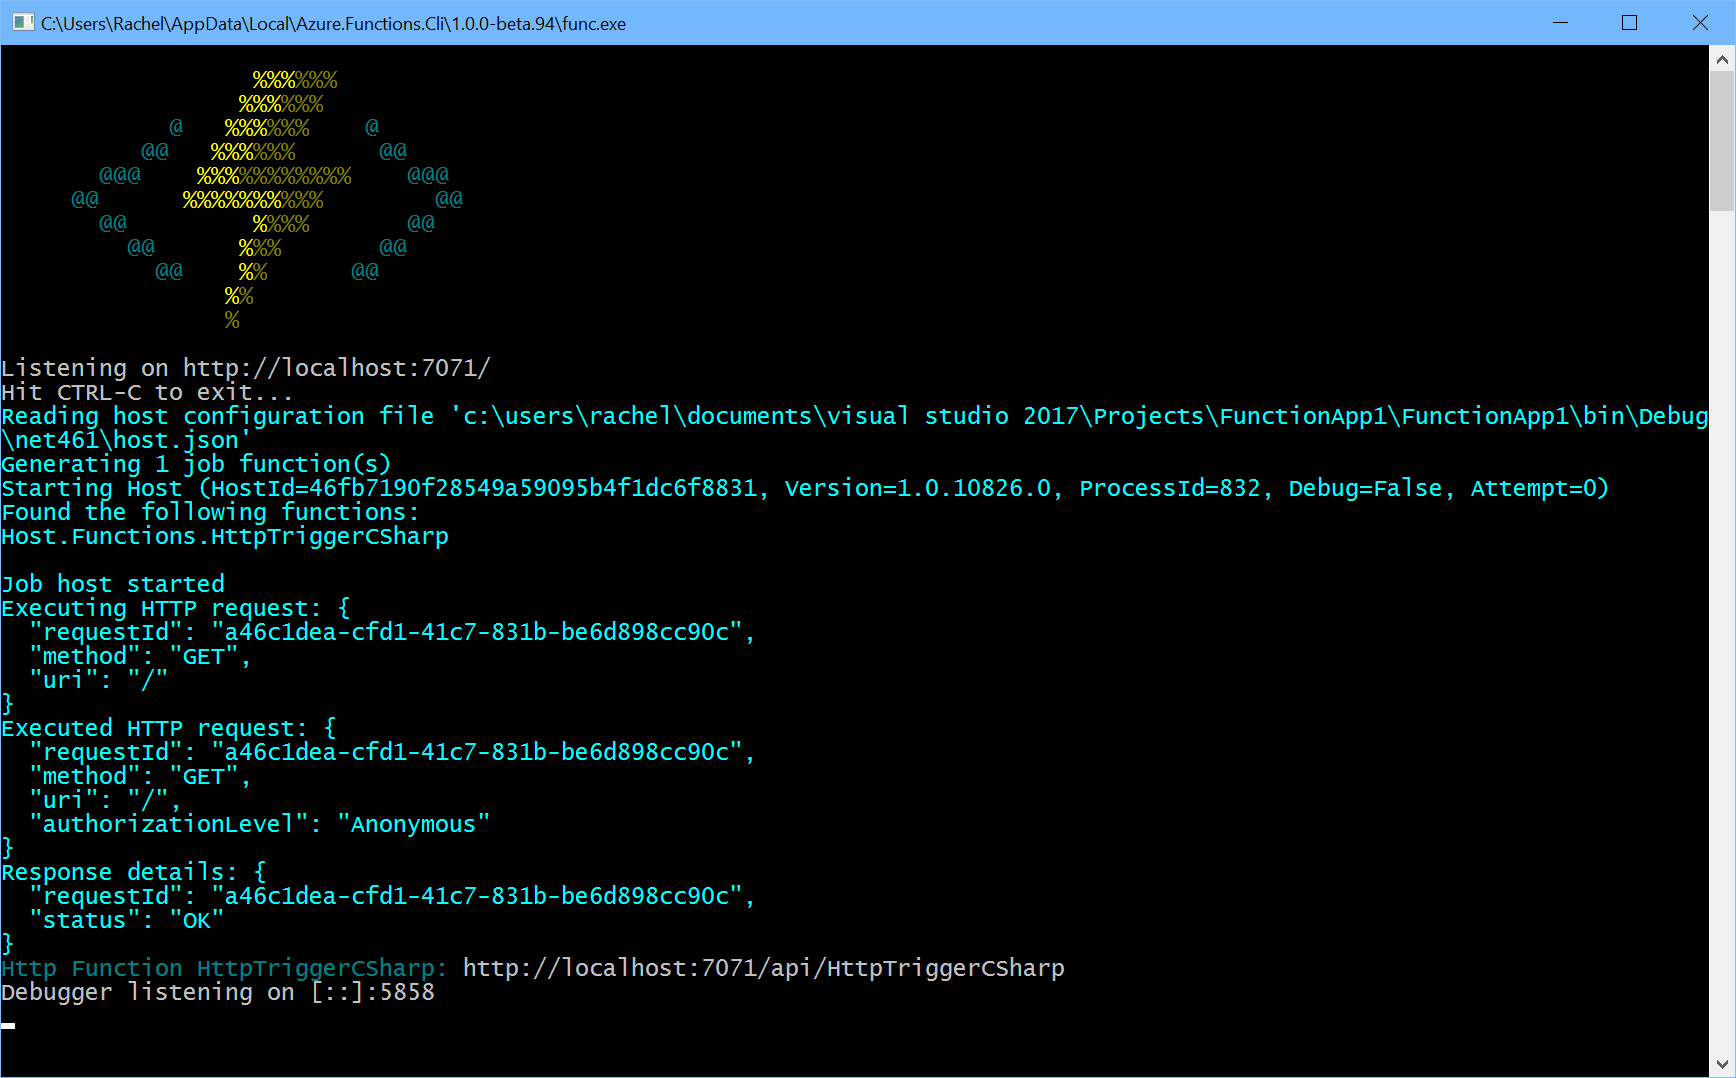 C:\Users\Rachel\AppData\Local\Azure.Functions.Cli\1.0.0-beta.94\func.exe
                  %%%%%%
                 %%%%%%
            @   %%%%%%    @
          @@   %%%%%%      @@
       @@@    %%%%%%%%%%%    @@@
     @@      %%%%%%%%%%        @@
       @@         %%%%       @@
         @@      %%%       @@
           @@    %%      @@
                %%
                %
Listening on http://localhost:7071/
Hit CTRL-C to exit...
Reading host configuration file 'c:\users\rachel\documents\visual studio 2017\Projects\FunctionApp1\FunctionApp1\bin\Debug
\net461\host.json'
Generating 1 job function(s)
Starting Host (HostId=46fb7190f28549a59095b4f1dc6f8831, Version=1.0.10826.0, ProcessId=832, Debug=False, Attempt=0)
Found the following functions:
Host.Functions.HttpTriggerCSharp
Job host started
Executing HTTP request: {
  "requestId": "a46c1dea-cfd1-41c7-831b-be6d898cc90c",
  "method": "GET",
  "uri": "/"
}
Executed HTTP request: {
  "requestId": "a46c1dea-cfd1-41c7-831b-be6d898cc90c",
  "method": "GET",
  "uri": "/",
  "authorizationLevel": "Anonymous"
}
Response details: {
  "requestId": "a46c1dea-cfd1-41c7-831b-be6d898cc90c",
  "status": "OK"
}
Http Function HttpTriggerCSharp: http://localhost:7071/api/HttpTriggerCSharp
Debugger listening on [::]:5858